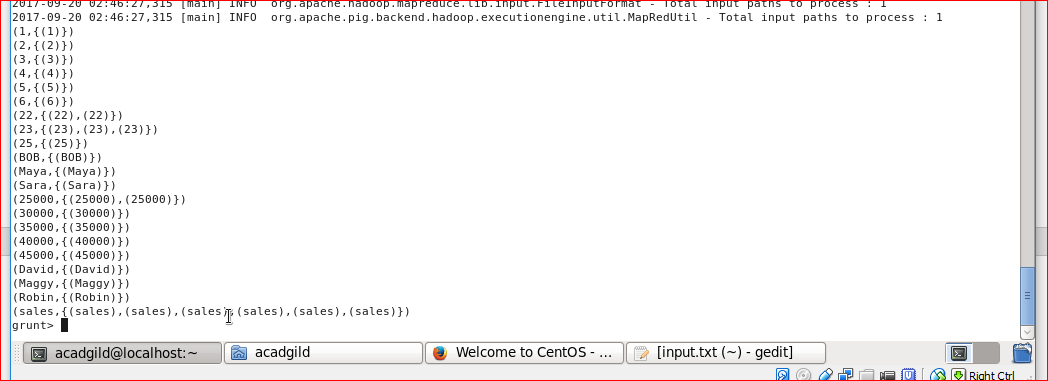 2017-09-20 02:46:27,315 [main] INFO  org.apache.hadoop.mapreduce.lib.input.FileInputFormat - Total input paths to process : 1
2017-09-20 02:46:27,315 [main] INFO  org.apache.pig.backend.hadoop.executionengine.util.MapRedUtil - Total input paths to process : 1
(1,{(1)})
(2,{(2)})
(3,{(3)})
(4,{(4)})
(5,{(5)})
(6,{(6)})
(22,{(22),(22)})
(23,{(23),(23),(23)})
(25,{(25)})
(BOB,{(BOB)})
(Maya,{(Maya)})
(Sara,{(Sara)})
(25000,{(25000),(25000)})
(30000,{(30000)})
(35000,{(35000)})
(40000,{(40000)})
(45000,{(45000)})
(David,{(David)})
(Maggy,{(Maggy)})
(Robin,{(Robin)})
(sales,{(sales),(sales),(sales),(sales),(sales),(sales)})
grunt>
acadgild@localhost:~ acadgild Welcome to CentOS - ... [input.txt (~) - gedit]
Right Ctrl